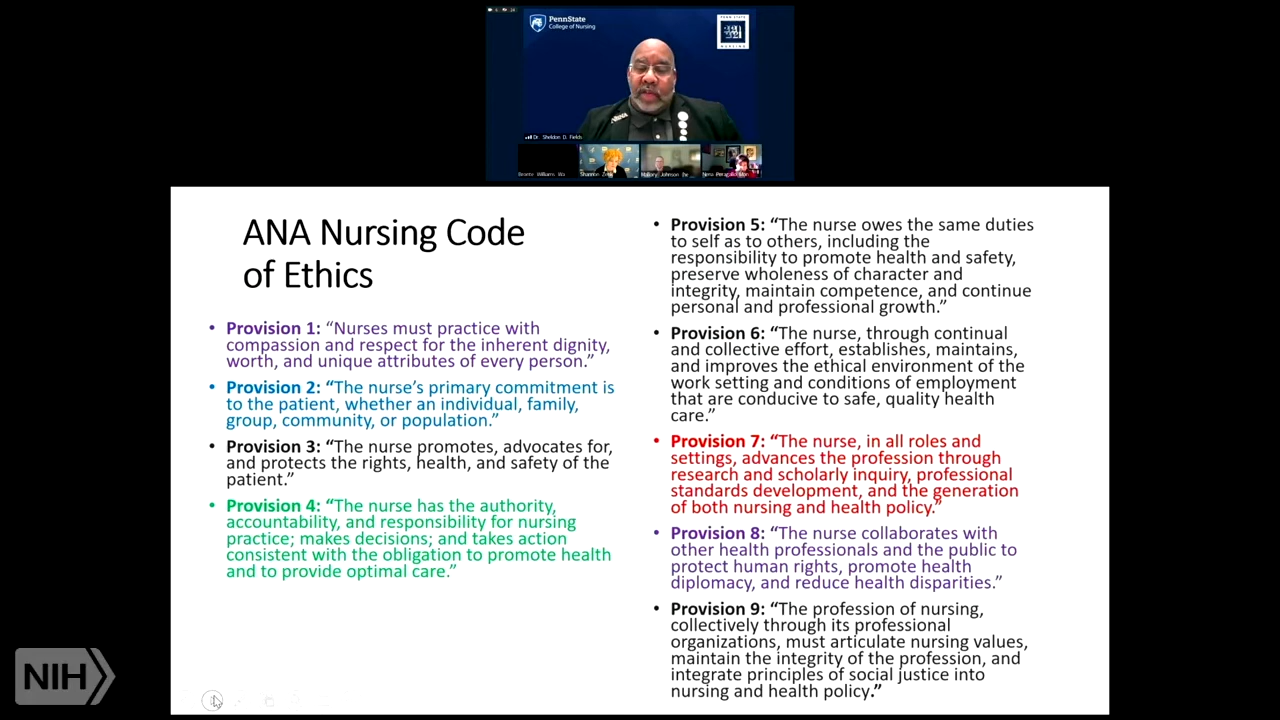 PennState
College of Nursing
PENN STATE
NURSING
Dr. Sheldon D. Fields
Williams
Shannon
Johnson
ANA Nursing Code
of Ethics
• Provision 1: “Nurses must practice with
compassion and respect for the inherent dignity,
worth, and unique attributes of every person.”
• Provision 2: “The nurse’s primary commitment is
to the patient, whether an individual, family,
group, community, or population.”
• Provision 3: “The nurse promotes, advocates for,
and protects the rights, health, and safety of the
patient.”
• Provision 4: “The nurse has the authority,
accountability, and responsibility for nursing
practice; makes decisions; and takes action
consistent with the obligation to promote health
and to provide optimal care.”
• Provision 5: “The nurse owes the same duties
to self as to others, including the
responsibility to promote health and safety,
preserve wholeness of character and
integrity, maintain competence, and continue
personal and professional growth.”
• Provision 6: “The nurse, through continual
and collective effort, establishes, maintains,
and improves the ethical environment of the
work setting and conditions of employment
that are conducive to safe, quality health
care.”
• Provision 7: “The nurse, in all roles and
settings, advances the profession through
research and scholarly inquiry, professional
standards development, and the generation
of both nursing and health policy.”
• Provision 8: “The nurse collaborates with
other health professionals and the public to
protect human rights, promote health
diplomacy, and reduce health disparities.”
• Provision 9: “The profession of nursing,
collectively through its professional
organizations, must articulate nursing values,
maintain the integrity of the profession, and
integrate principles of social justice into
nursing and health policy.”
NIH